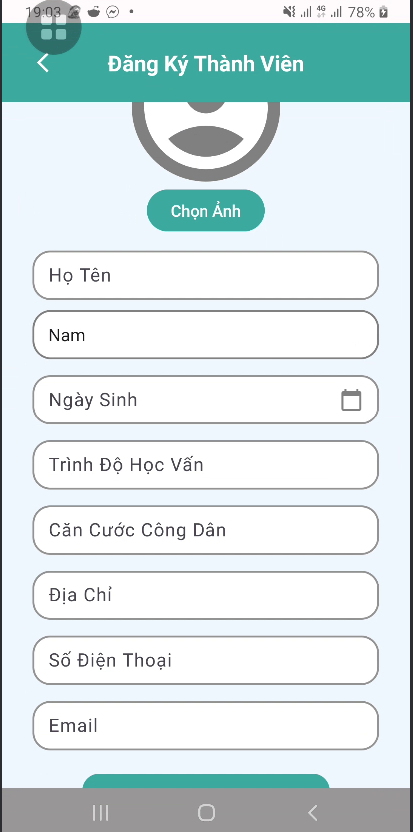 19:03 4G 78%
Đăng Ký Thành Viên
Chọn Ảnh
Họ Tên
Nam
Ngày Sinh
Trình Độ Học Vấn
Căn Cước Công Dân
Địa Chỉ
Số Điện Thoại
Email